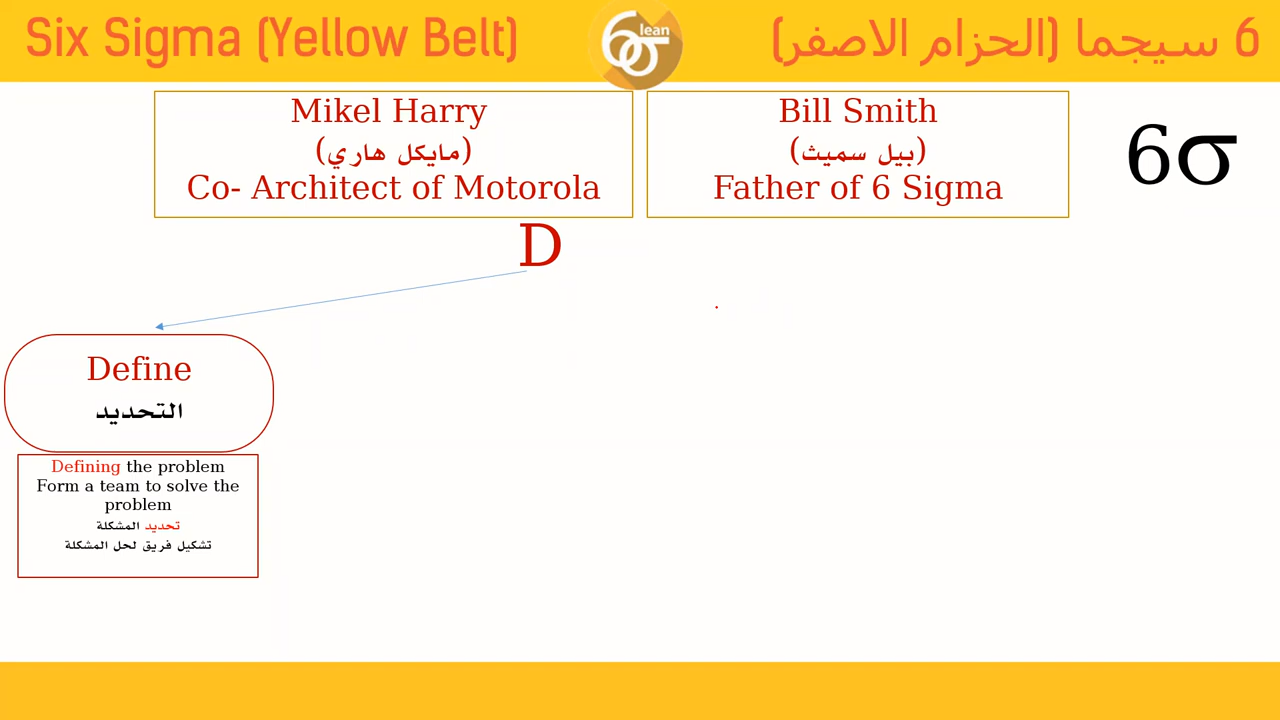 Six Sigma (Yellow Belt)
6σ lean
6 سيجما (الحزام الاصفر)
Mikel Harry
(مايكل هاري)
Co- Architect of Motorola
Bill Smith
(بيل سميث)
Father of 6 Sigma
6σ
D
Define
التحديد
Defining the problem
Form a team to solve the
problem
تحديد المشكلة
تشكيل فريق لحل المشكلة